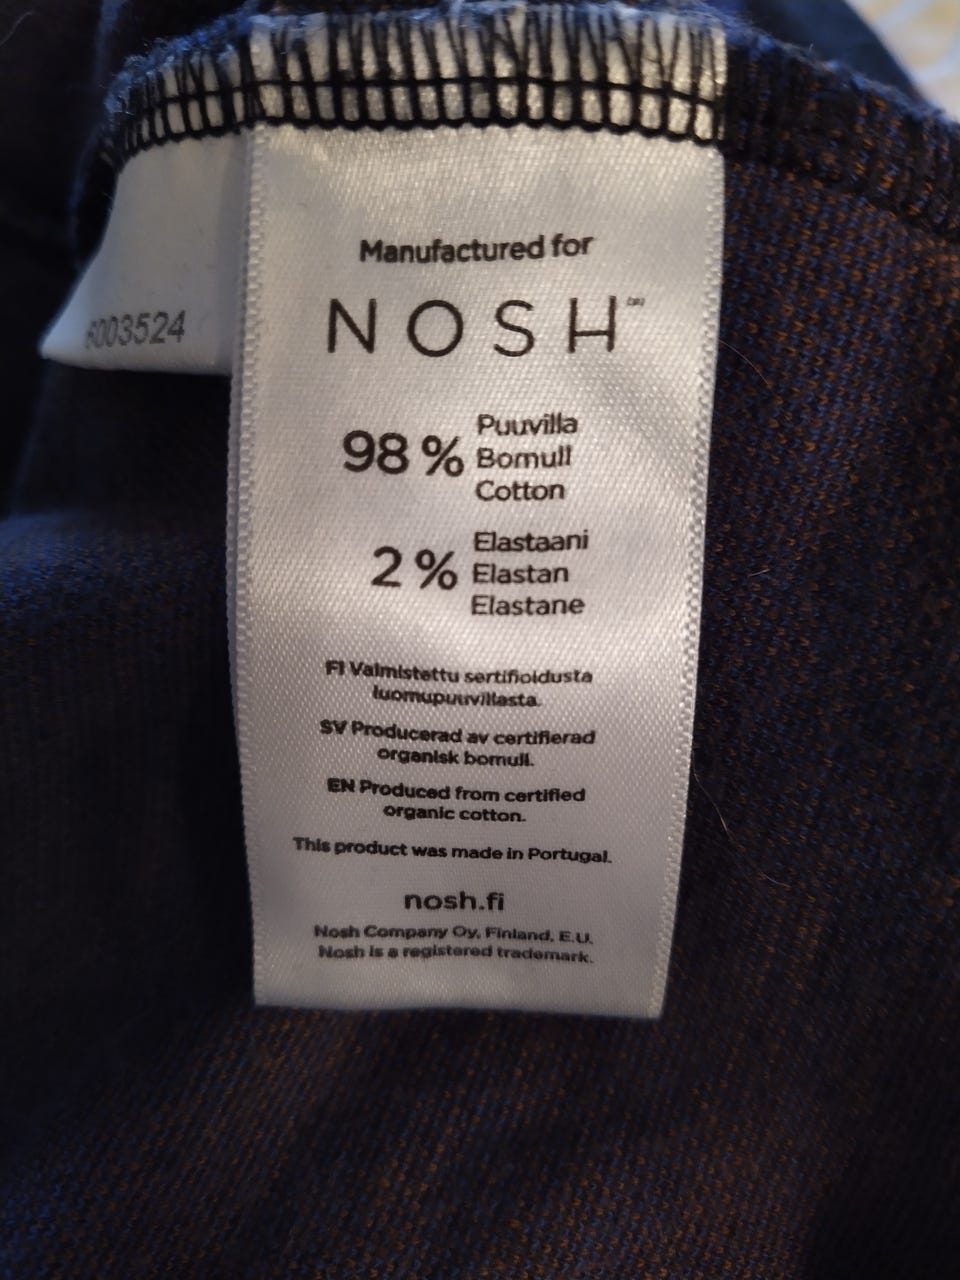 Manufactured for
NOSH™
6003524
98 % Puuvilla
Bomull
Cotton
2 % Elastaani
Elastan
Elastane
FI Valmistettu sertifioidusta
luomupuuvillasta.
SV Producerad av certifierad
organisk bomull.
EN Produced from certified
organic cotton.
This product was made in Portugal.
nosh.fi
Nosh Company Oy, Finland, E.U.
Nosh is a registered trademark.